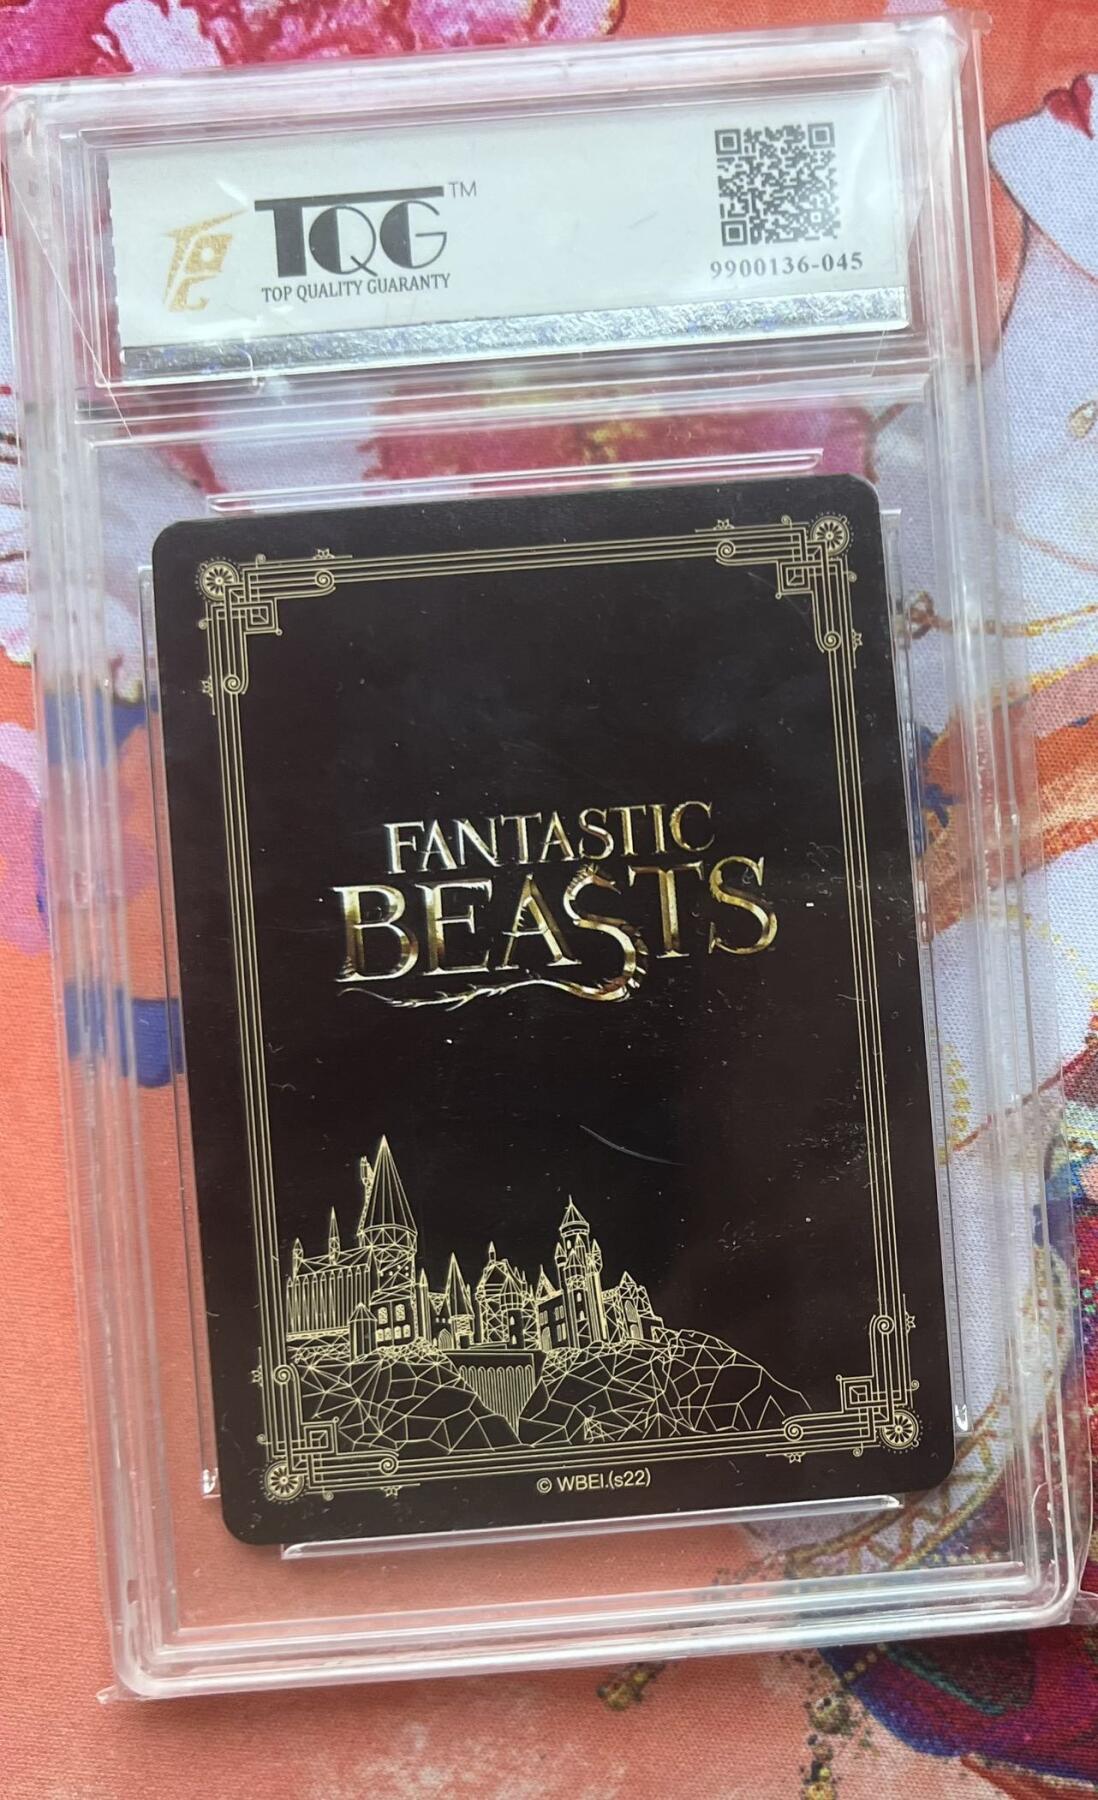 TQG™
TOP QUALITY GUARANTY
9900136-045
FANTASTIC
BEASTS
© WBEI.(s22)